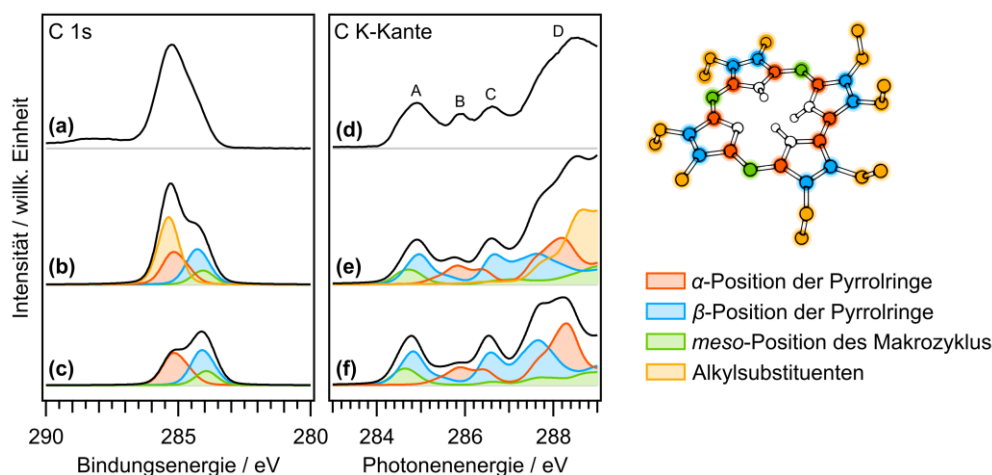 C 1s
C K-Kante
A
B
C
D
(a)
(b)
(c)
(d)
(e)
(f)
Intensität / willk. Einheit
290
285
280
284
286
288
Bindungsenergie / eV
Photonenenergie / eV
α-Position der Pyrrolringe
β-Position der Pyrrolringe
meso-Position des Makrozyklus
Alkylsubstituenten